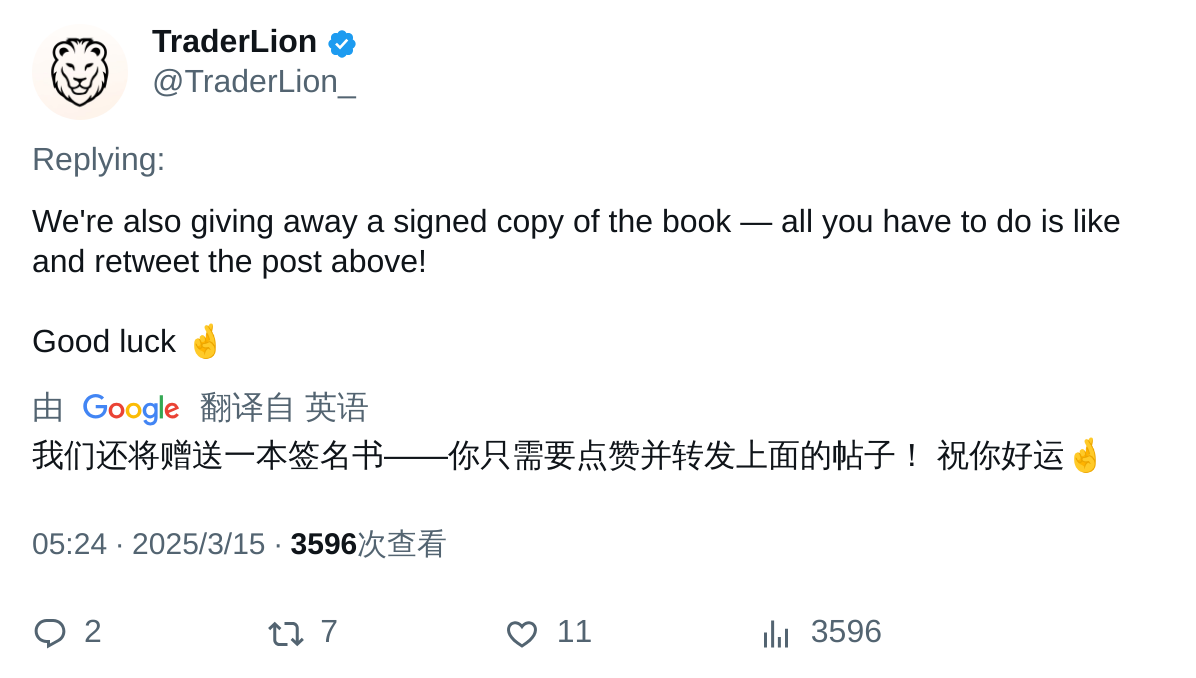 TraderLion
@TraderLion_
Replying:
We're also giving away a signed copy of the book — all you have to do is like
and retweet the post above!
Good luck 🤞
由 Google 翻译自 英语
我们还将赠送一本签名书——你只需要点赞并转发上面的帖子！ 祝你好运🤞
05:24 · 2025/3/15 · 3596次查看
2 7 11 3596